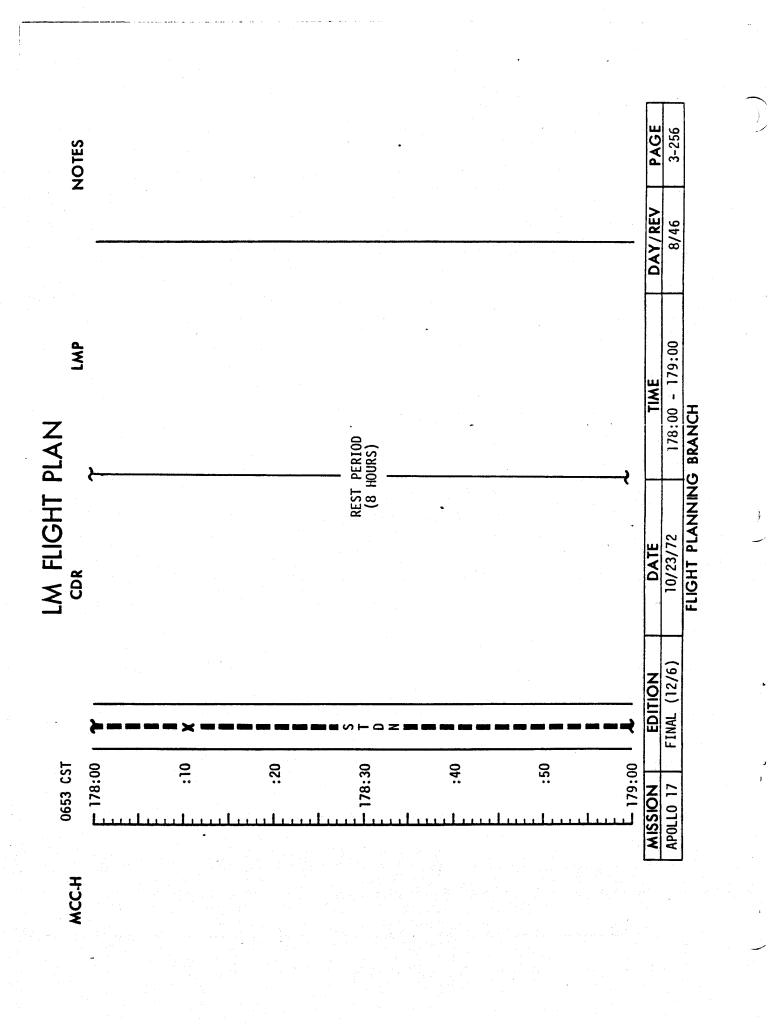 LM FLIGHT PLAN
MCC-H 0653 CST CDR LMP NOTES
178:00
:10
X
:20
178:30
S T D N
REST PERIOD
(8 HOURS)
:40
:50
179:00
MISSION EDITION DATE TIME DAY/REV PAGE
APOLLO 17 FINAL (12/6) 10/23/72 178:00 - 179:00 8/46 3-256
FLIGHT PLANNING BRANCH